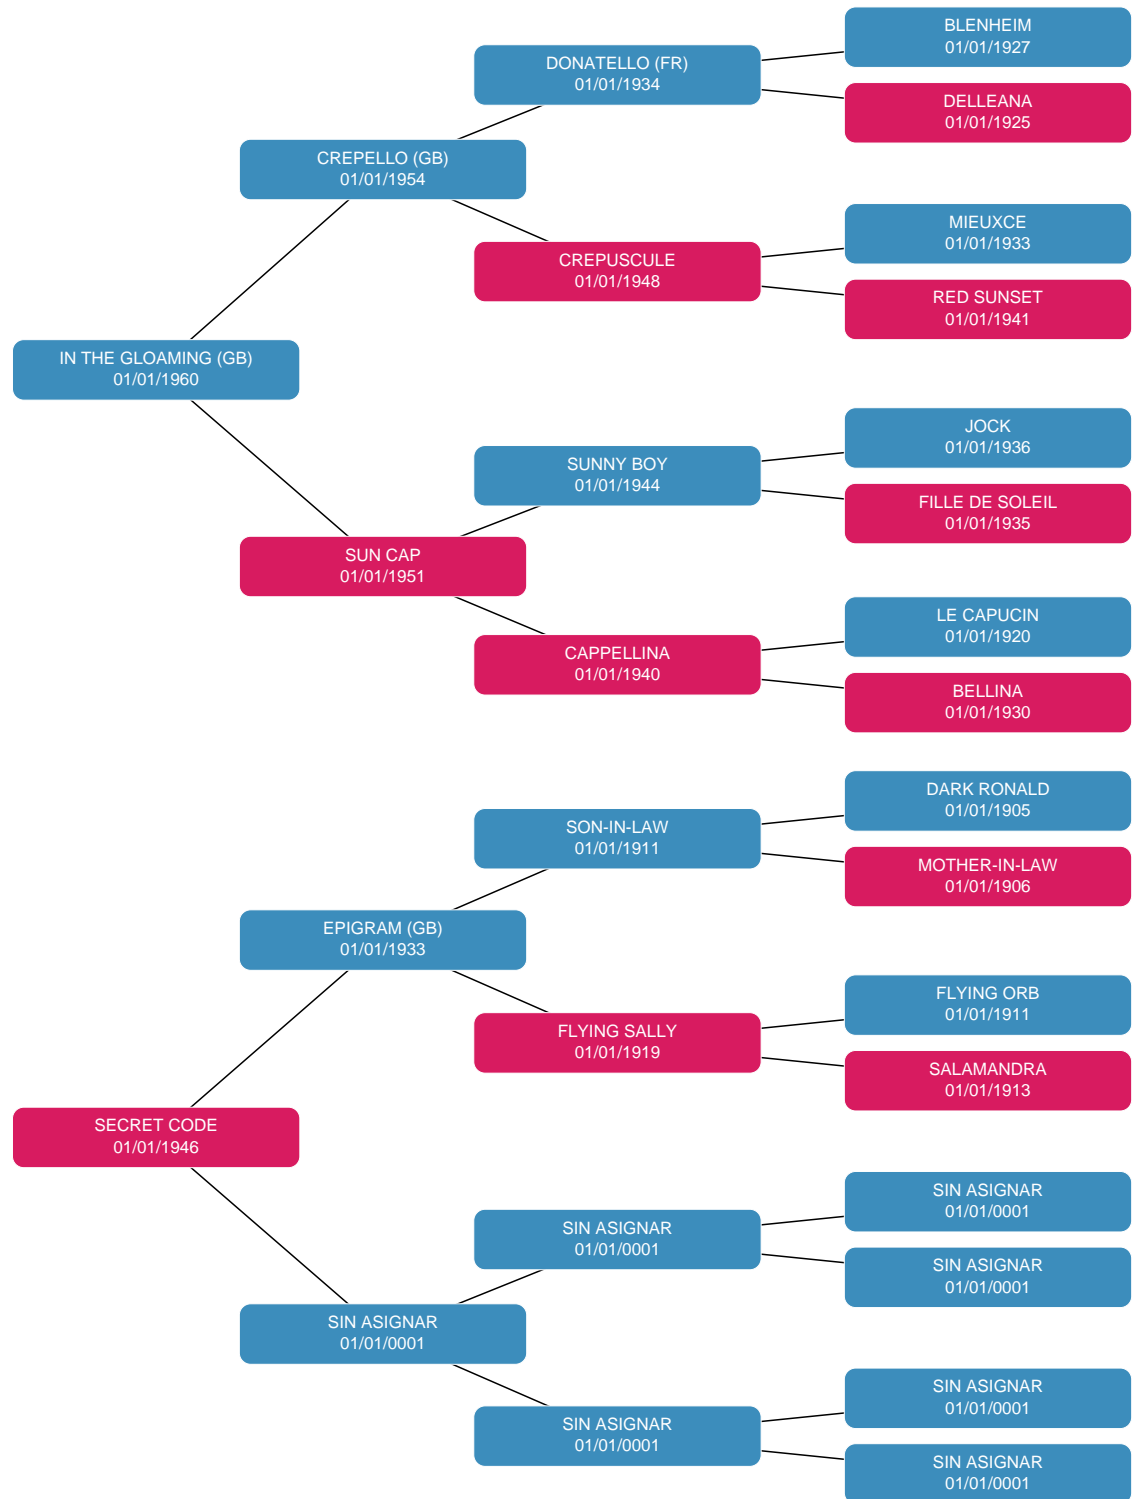 BLENHEIM
01/01/1927
DONATELLO (FR)
01/01/1934
DELLEANA
01/01/1925
CREPELLO (GB)
01/01/1954
MIEUXCE
01/01/1933
CREPUSCULE
01/01/1948
RED SUNSET
01/01/1941
IN THE GLOAMING (GB)
01/01/1960
JOCK
01/01/1936
SUNNY BOY
01/01/1944
FILLE DE SOLEIL
01/01/1935
SUN CAP
01/01/1951
LE CAPUCIN
01/01/1920
CAPPELLINA
01/01/1940
BELLINA
01/01/1930
DARK RONALD
01/01/1905
SON-IN-LAW
01/01/1911
MOTHER-IN-LAW
01/01/1906
EPIGRAM (GB)
01/01/1933
FLYING ORB
01/01/1911
FLYING SALLY
01/01/1919
SALAMANDRA
01/01/1913
SECRET CODE
01/01/1946
SIN ASIGNAR
01/01/0001
SIN ASIGNAR
01/01/0001
SIN ASIGNAR
01/01/0001
SIN ASIGNAR
01/01/0001
SIN ASIGNAR
01/01/0001
SIN ASIGNAR
01/01/0001
SIN ASIGNAR
01/01/0001